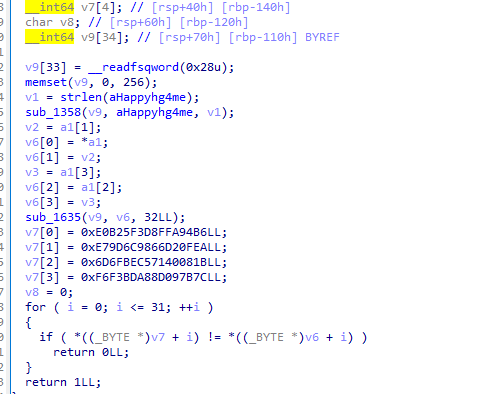 __int64 v7[4]; // [rsp+40h] [rbp-140h]
char v8; // [rsp+60h] [rbp-120h]
__int64 v9[34]; // [rsp+70h] [rbp-110h] BYREF
v9[33] = __readfsqword(0x28u);
memset(v9, 0, 256);
v1 = strlen(aHappyhg4me);
sub_1358(v9, aHappyhg4me, v1);
v2 = a1[1];
v6[0] = *a1;
v6[1] = v2;
v3 = a1[3];
v6[2] = a1[2];
v6[3] = v3;
sub_1635(v9, v6, 32LL);
v7[0] = 0xE0B25F3D8FFA94B6LL;
v7[1] = 0xE79D6C9866D20FEALL;
v7[2] = 0x6D6FBEC57140081BLL;
v7[3] = 0xF6F3BDA88D097B7CLL;
v8 = 0;
for ( i = 0; i <= 31; ++i )
{
if ( *((_BYTE *)v7 + i) != *((_BYTE *)v6 + i) )
return 0LL;
}
return 1LL;